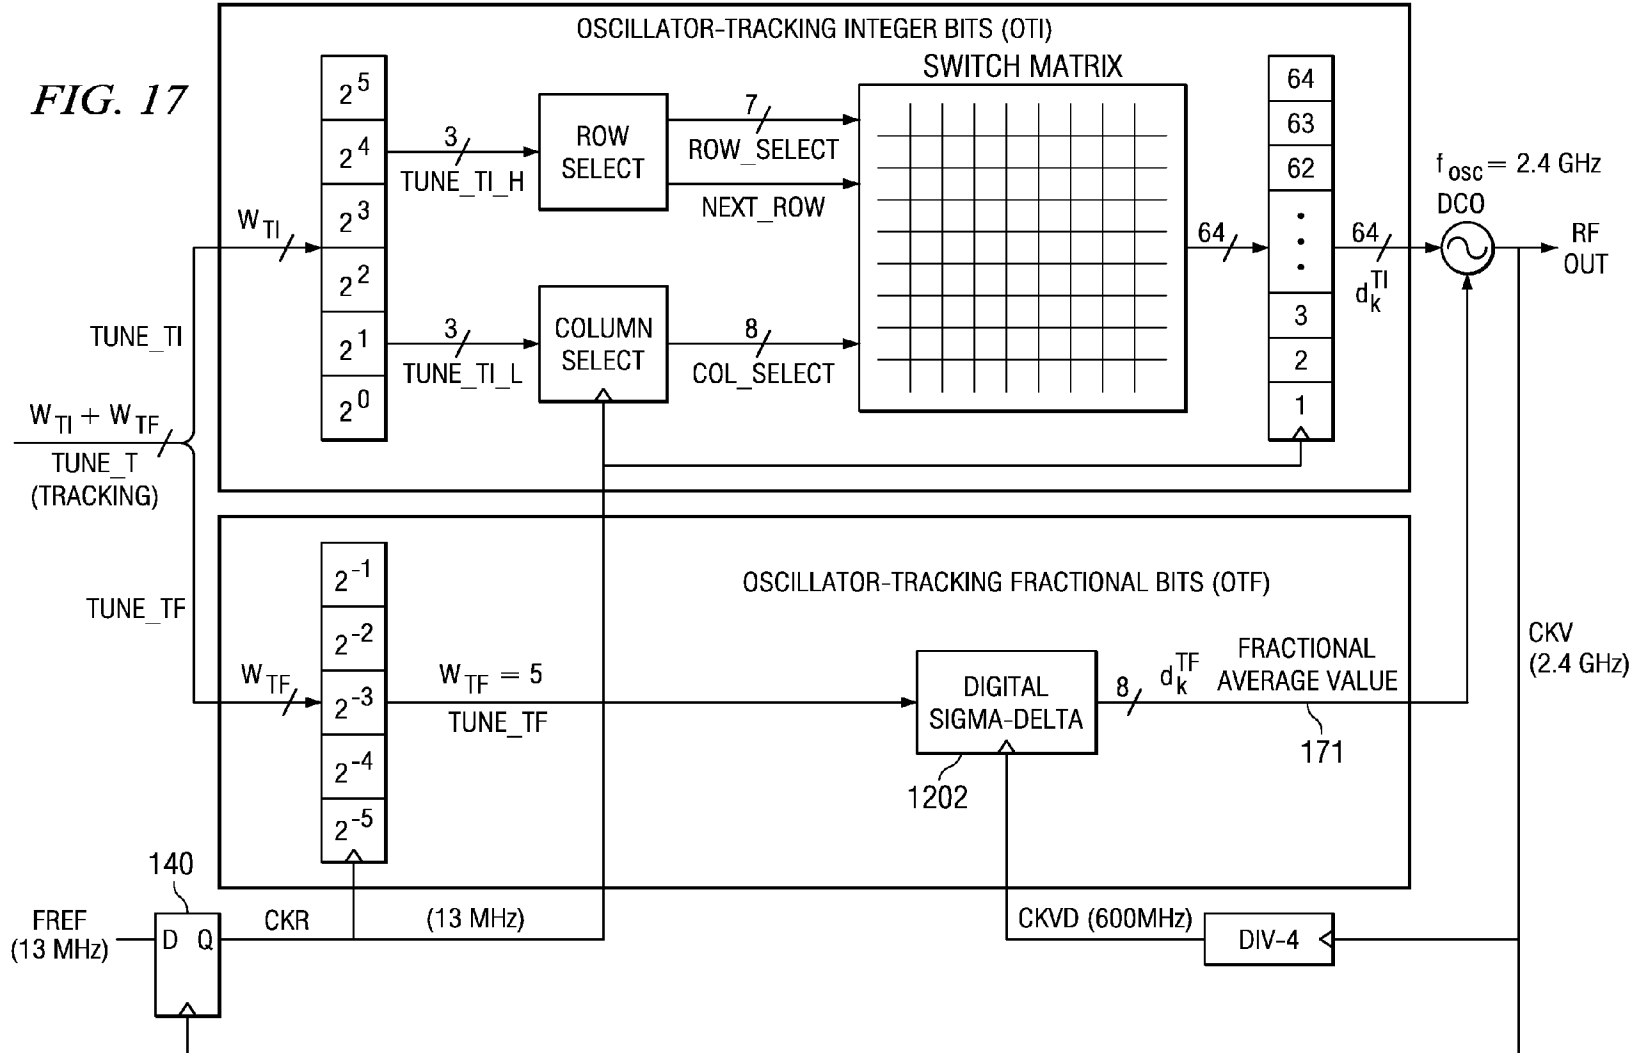 FIG. 17
OSCILLATOR-TRACKING INTEGER BITS (OTI)
SWITCH MATRIX
2^5
2^4
2^3
2^2
2^1
2^0
3
TUNE_TI_H
ROW
SELECT
7
ROW_SELECT
NEXT_ROW
3
TUNE_TI_L
COLUMN
SELECT
8
COL_SELECT
64
64
63
62
3
2
1
64
d_k^TI
f_osc = 2.4 GHz
DCO
RF
OUT
W_TI
TUNE_TI
W_TI + W_TF
TUNE_T
(TRACKING)
TUNE_TF
W_TF
OSCILLATOR-TRACKING FRACTIONAL BITS (OTF)
2^-1
2^-2
2^-3
2^-4
2^-5
W_TF = 5
TUNE_TF
DIGITAL
SIGMA-DELTA
1202
8
d_k^TF
FRACTIONAL
AVERAGE VALUE
171
CKV
(2.4 GHz)
140
FREF
(13 MHz)
D Q
CKR
(13 MHz)
CKVD (600MHz)
DIV-4